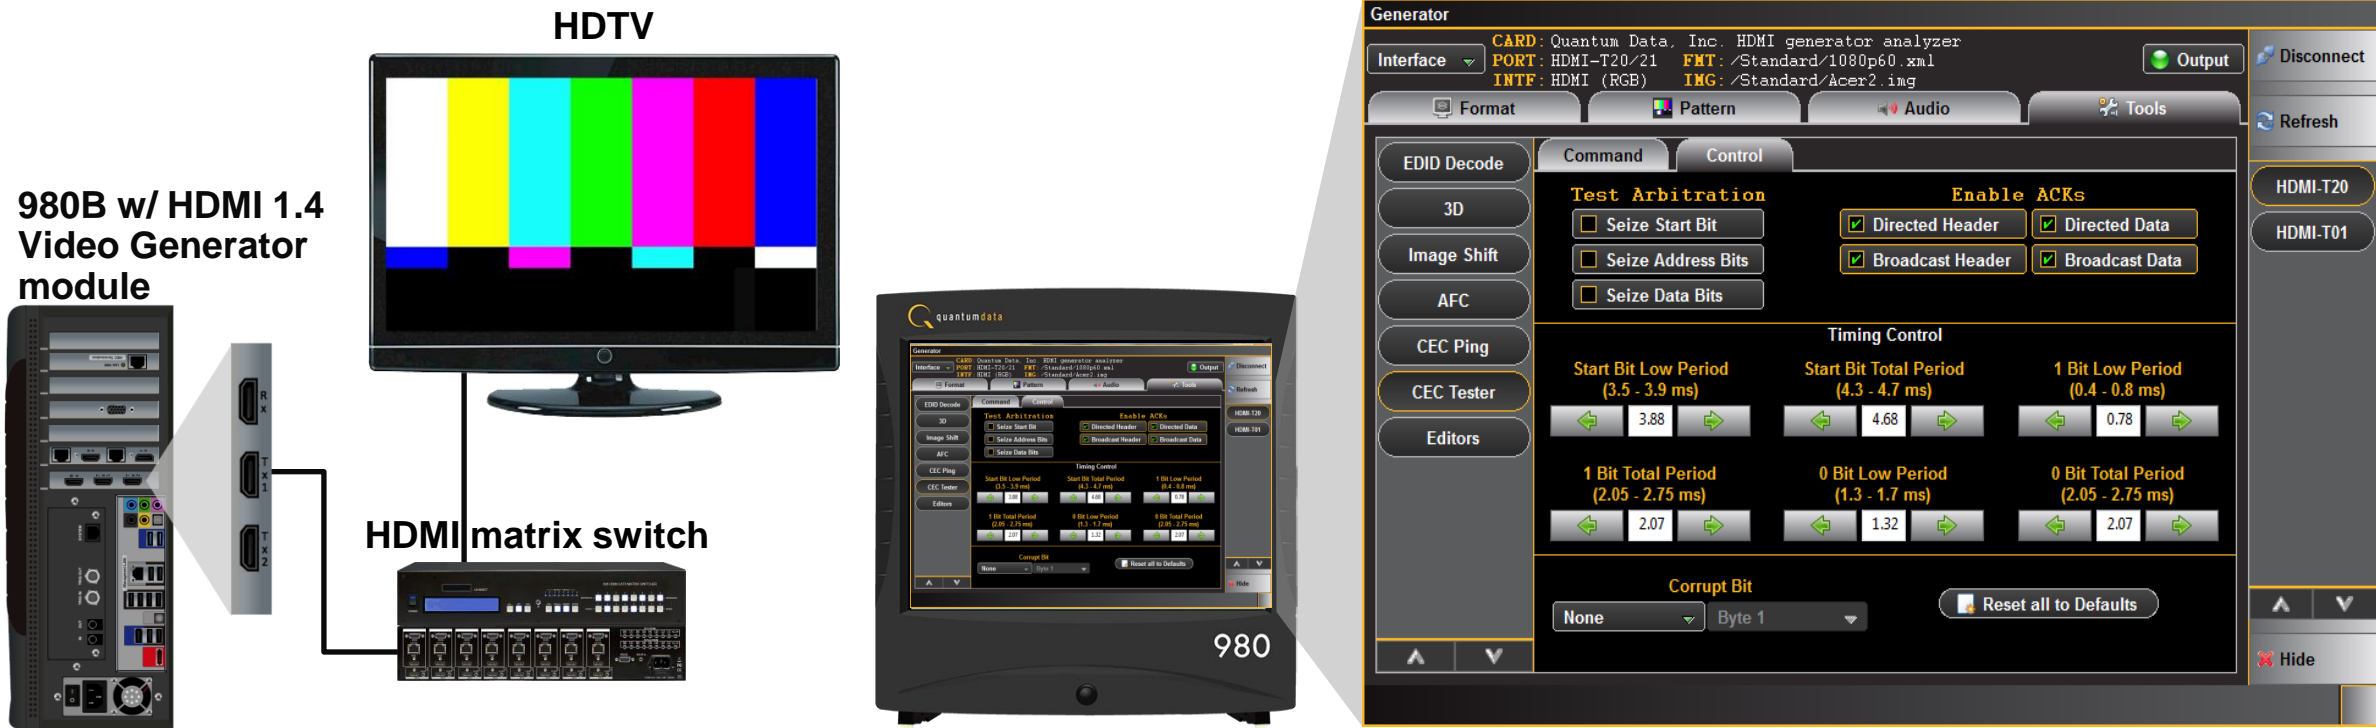 HDTV
980B w/ HDMI 1.4
Video Generator
module
Rx
Tx1
Tx2
HDMI matrix switch
quantumdata
980
Generator
Interface
CARD: Quantum Data, Inc. HDMI generator analyzer
PORT: HDMI-T20/21 FMT: /Standard/1080p60.xml
INTF: HDMI (RGB) IMG: /Standard/Acer2.img
Output
Disconnect
Refresh
HDMI-T20
HDMI-T01
Hide
Format Pattern Audio Tools
EDID Decode
3D
Image Shift
AFC
CEC Ping
CEC Tester
Editors
Command Control
Test Arbitration Enable ACKs
Seize Start Bit Directed Header Directed Data
Seize Address Bits Broadcast Header Broadcast Data
Seize Data Bits
Timing Control
Start Bit Low Period Start Bit Total Period 1 Bit Low Period
(3.5 - 3.9 ms) (4.3 - 4.7 ms) (0.4 - 0.8 ms)
3.88 4.68 0.78
1 Bit Total Period 0 Bit Low Period 0 Bit Total Period
(2.05 - 2.75 ms) (1.3 - 1.7 ms) (2.05 - 2.75 ms)
2.07 1.32 2.07
Corrupt Bit
None Byte 1 Reset all to Defaults